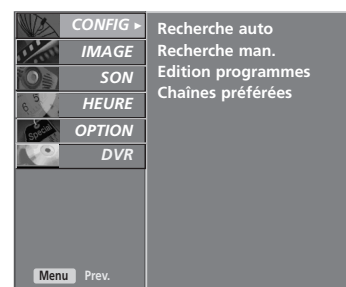 CONFIG ►
IMAGE
SON
HEURE
OPTION
DVR
Recherche auto
Recherche man.
Edition programmes
Chaînes préférées
Menu Prev.